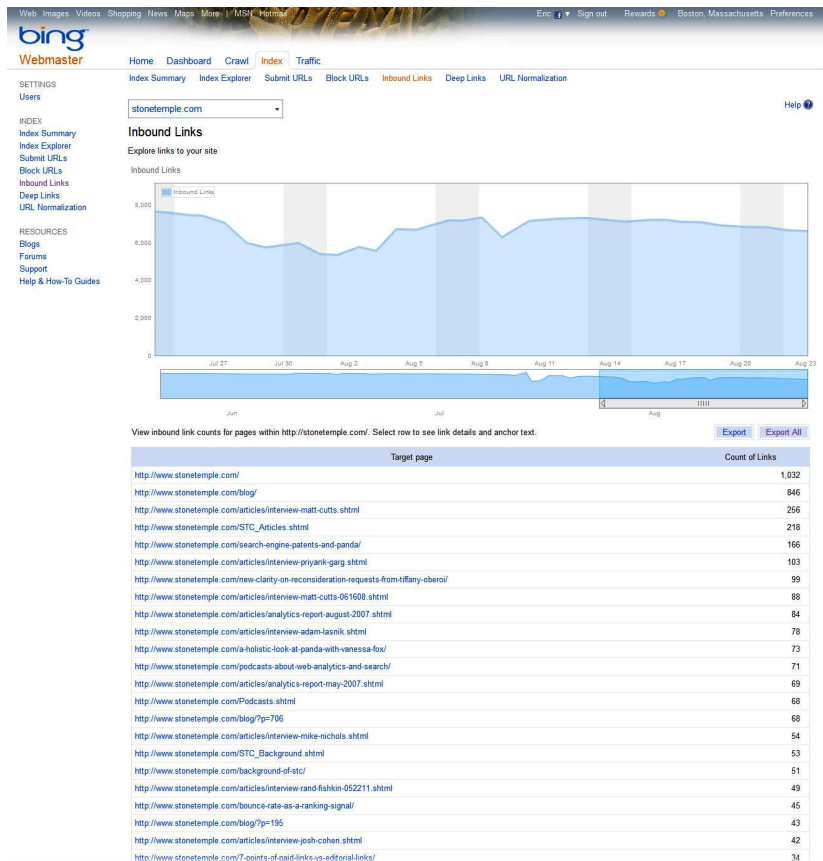 Web Images Videos Shopping News Maps More | MSN Hotmail
Eric Sign out Rewards Boston, Massachusetts Preferences
bing
Webmaster
Home Dashboard Crawl Index Traffic
Index Summary Index Explorer Submit URLs Block URLs Inbound Links Deep Links URL Normalization
SETTINGS
Users
INDEX
Index Summary
Index Explorer
Submit URLs
Block URLs
Inbound Links
Deep Links
URL Normalization
RESOURCES
Blogs
Forums
Support
Help & How-To Guides
stonetemple.com
Help ?
Inbound Links
Explore links to your site
Inbound Links
Inbound Links
8,000
6,000
4,000
2,000
0
Jul 27 Jul 30 Aug 2 Aug 5 Aug 8 Aug 11 Aug 14 Aug 17 Aug 20 Aug 23
Jun Jul Aug
View inbound link counts for pages within http://stonetemple.com/. Select row to see link details and anchor text.
Export Export All
Target page Count of Links
http://www.stonetemple.com/ 1,032
http://www.stonetemple.com/blog/ 846
http://www.stonetemple.com/articles/interview-matt-cutts.shtml 256
http://www.stonetemple.com/STC_Articles.shtml 218
http://www.stonetemple.com/search-engine-patents-and-panda/ 166
http://www.stonetemple.com/articles/interview-priyank-garg.shtml 103
http://www.stonetemple.com/new-clarity-on-reconsideration-requests-from-tiffany-oberoi/ 99
http://www.stonetemple.com/articles/interview-matt-cutts-061608.shtml 88
http://www.stonetemple.com/articles/analytics-report-august-2007.shtml 84
http://www.stonetemple.com/articles/interview-adam-lasnik.shtml 78
http://www.stonetemple.com/a-holistic-look-at-panda-with-vanessa-fox/ 73
http://www.stonetemple.com/podcasts-about-web-analytics-and-search/ 71
http://www.stonetemple.com/articles/analytics-report-may-2007.shtml 69
http://www.stonetemple.com/Podcasts.shtml 68
http://www.stonetemple.com/blog/?p=706 68
http://www.stonetemple.com/articles/interview-mike-nichols.shtml 54
http://www.stonetemple.com/STC_Background.shtml 53
http://www.stonetemple.com/background-of-stc/ 51
http://www.stonetemple.com/articles/interview-rand-fishkin-052211.shtml 49
http://www.stonetemple.com/bounce-rate-as-a-ranking-signal/ 45
http://www.stonetemple.com/blog/?p=195 43
http://www.stonetemple.com/articles/interview-josh-cohen.shtml 42
http://www.stonetemple.com/7-points-of-paid-links-vs-editorial-links/ 34